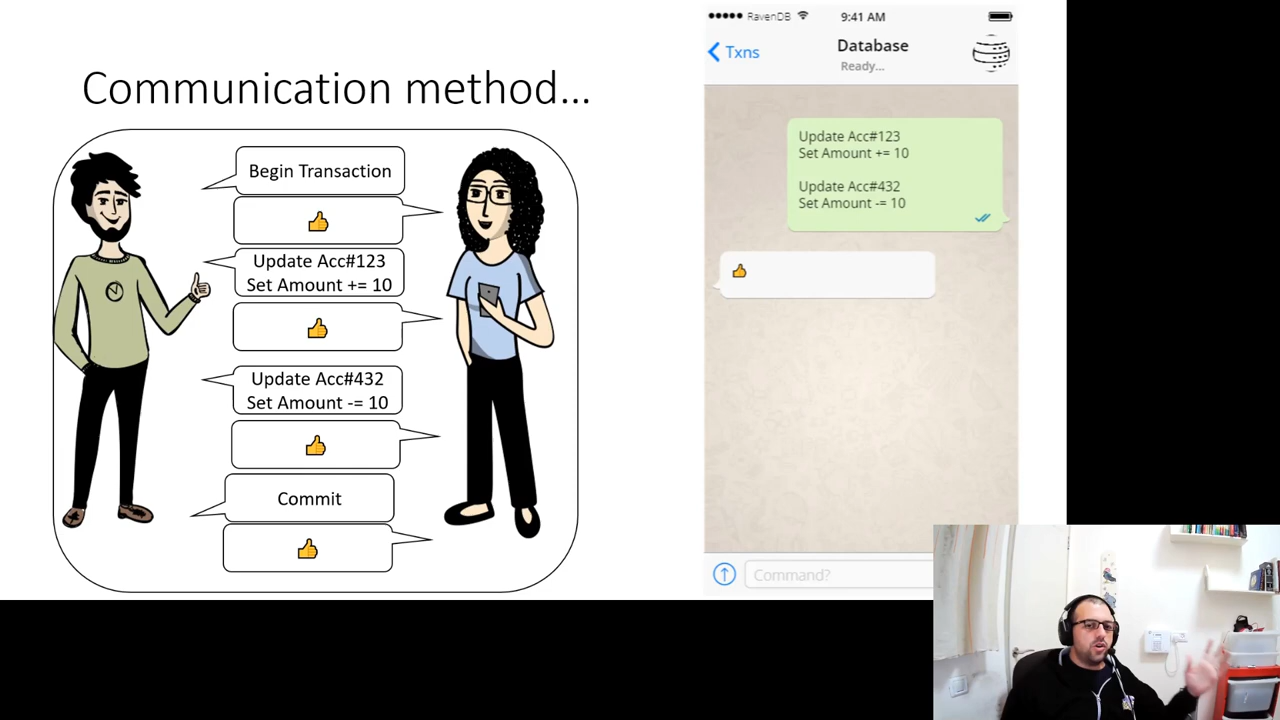 Communication method...
Begin Transaction
👍
Update Acc#123
Set Amount += 10
👍
Update Acc#432
Set Amount -= 10
👍
Commit
👍
RavenDB
9:41 AM
Txns
Database
Ready...
Update Acc#123
Set Amount += 10
Update Acc#432
Set Amount -= 10
👍
Command?